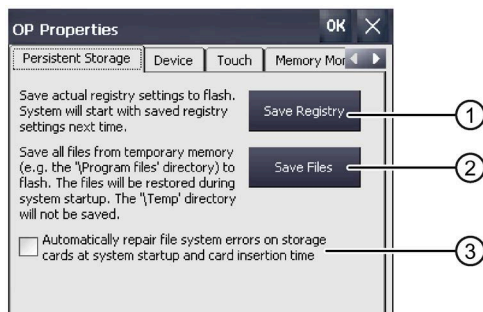 OP Properties OK
Persistent Storage Device Touch Memory Mor
Save actual registry settings to flash.
System will start with saved registry
settings next time.
Save Registry
1
Save all files from temporary memory
(e.g. the "\Program files' directory) to
flash. The files will be restored during
system startup. The "\Temp' directory
will not be saved.
Save Files
2
Automatically repair file system errors on storage
cards at system startup and card insertion time
3